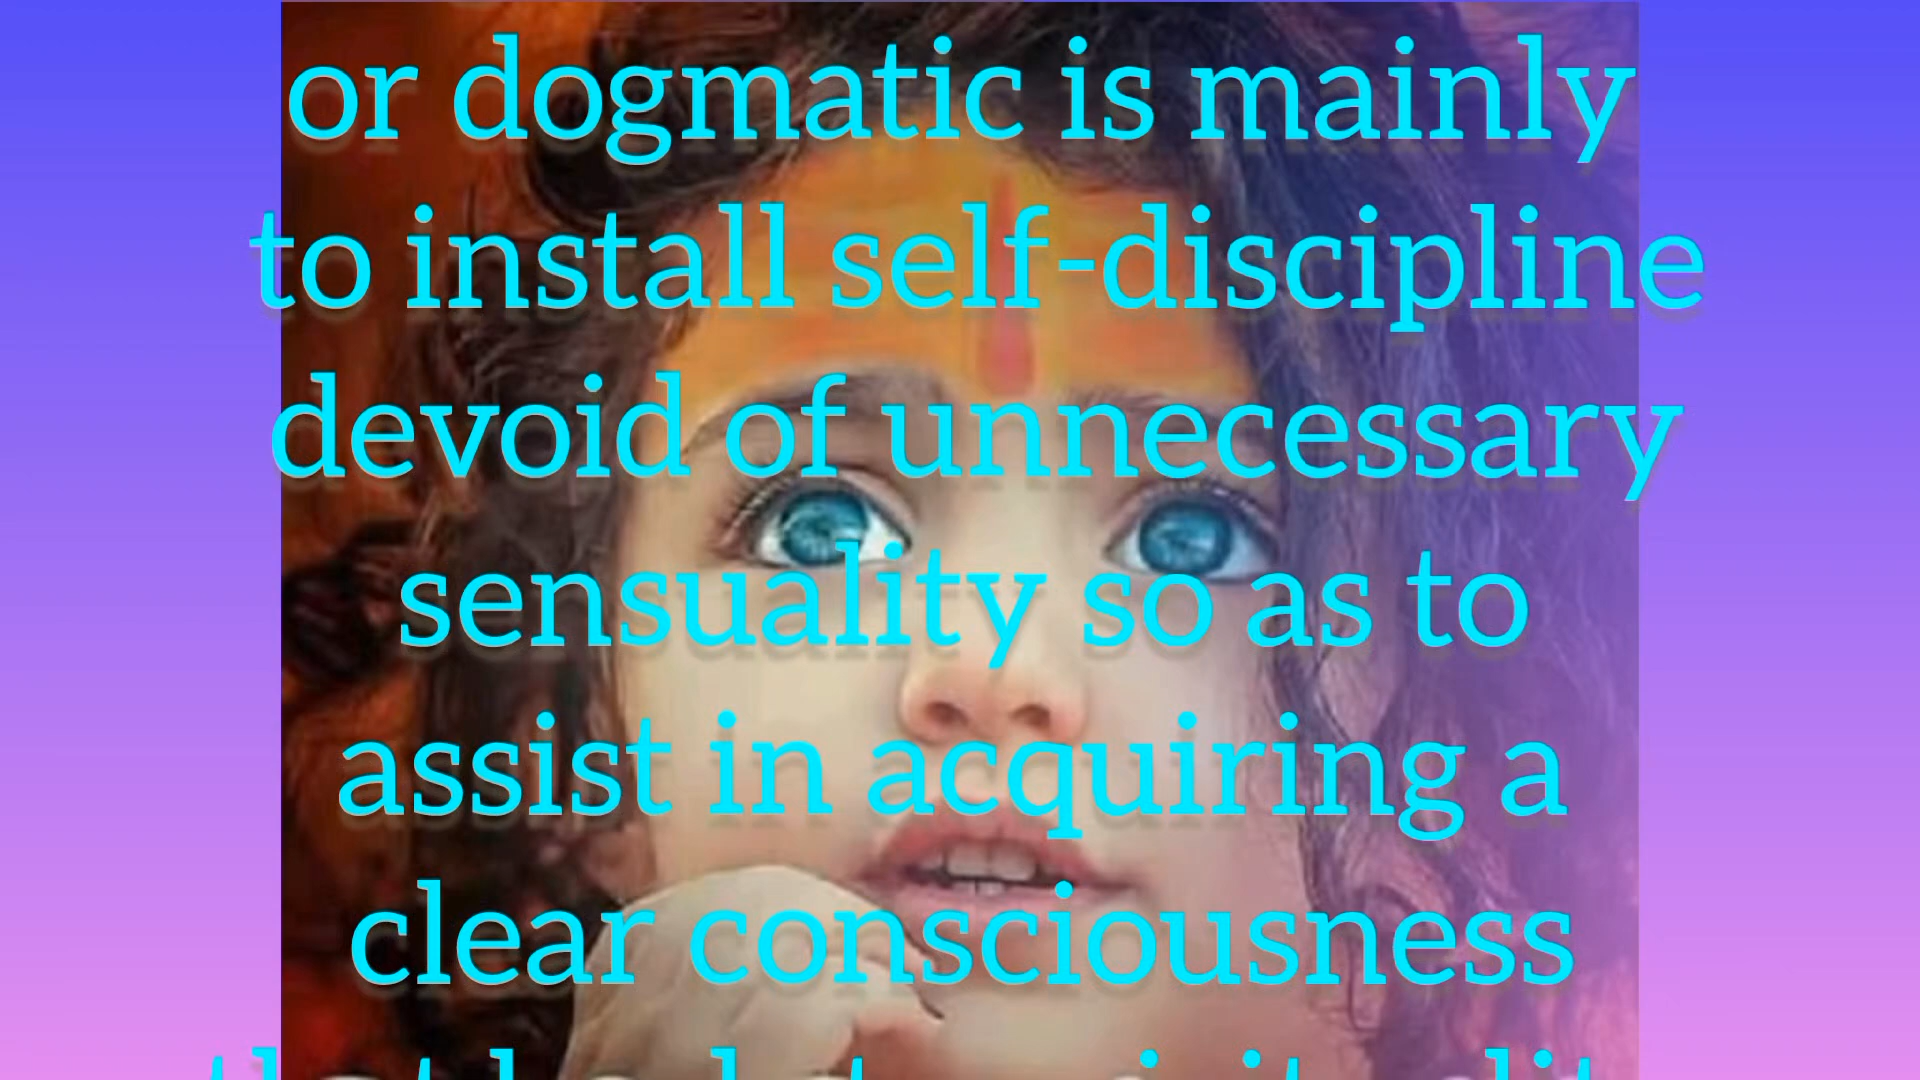 or dogmatic is mainly
to install self-discipline
devoid of unnecessary
sensuality so as to
assist in acquiring a
clear consciousness